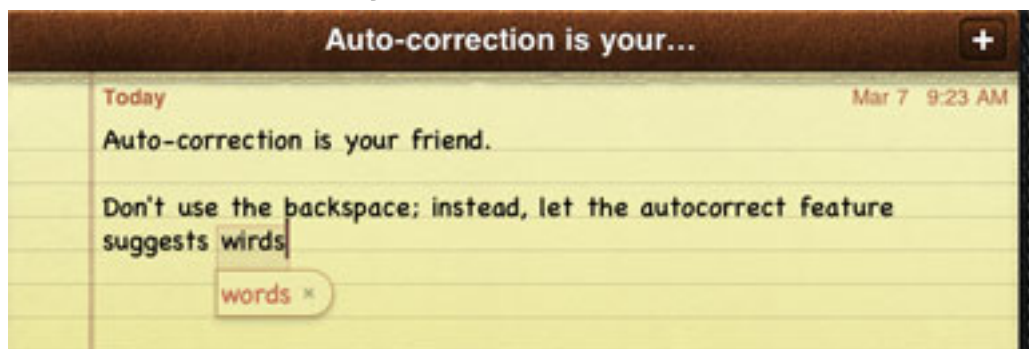 Auto-correction is your...
+
Today Mar 7 9:23 AM
Auto-correction is your friend.
Don't use the backspace; instead, let the autocorrect feature
suggests wirds
words ×